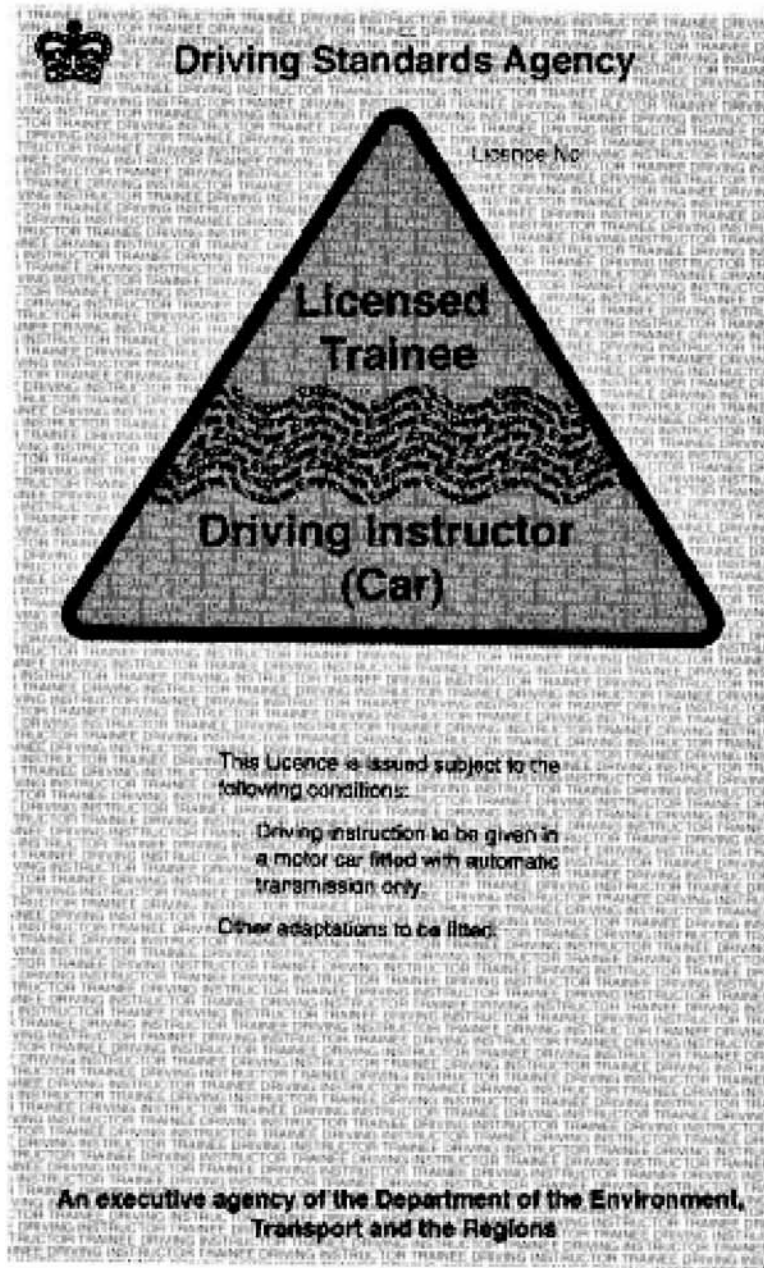 Driving Standards Agency
Licence No
Licensed
Trainee
Driving Instructor
(Car)
This Licence is issued subject to the
following conditions:
Driving instruction to be given in
a motor car fitted with automatic
transmission only.
Other adaptations to be fitted:
An executive agency of the Department of the Environment,
Transport and the Regions